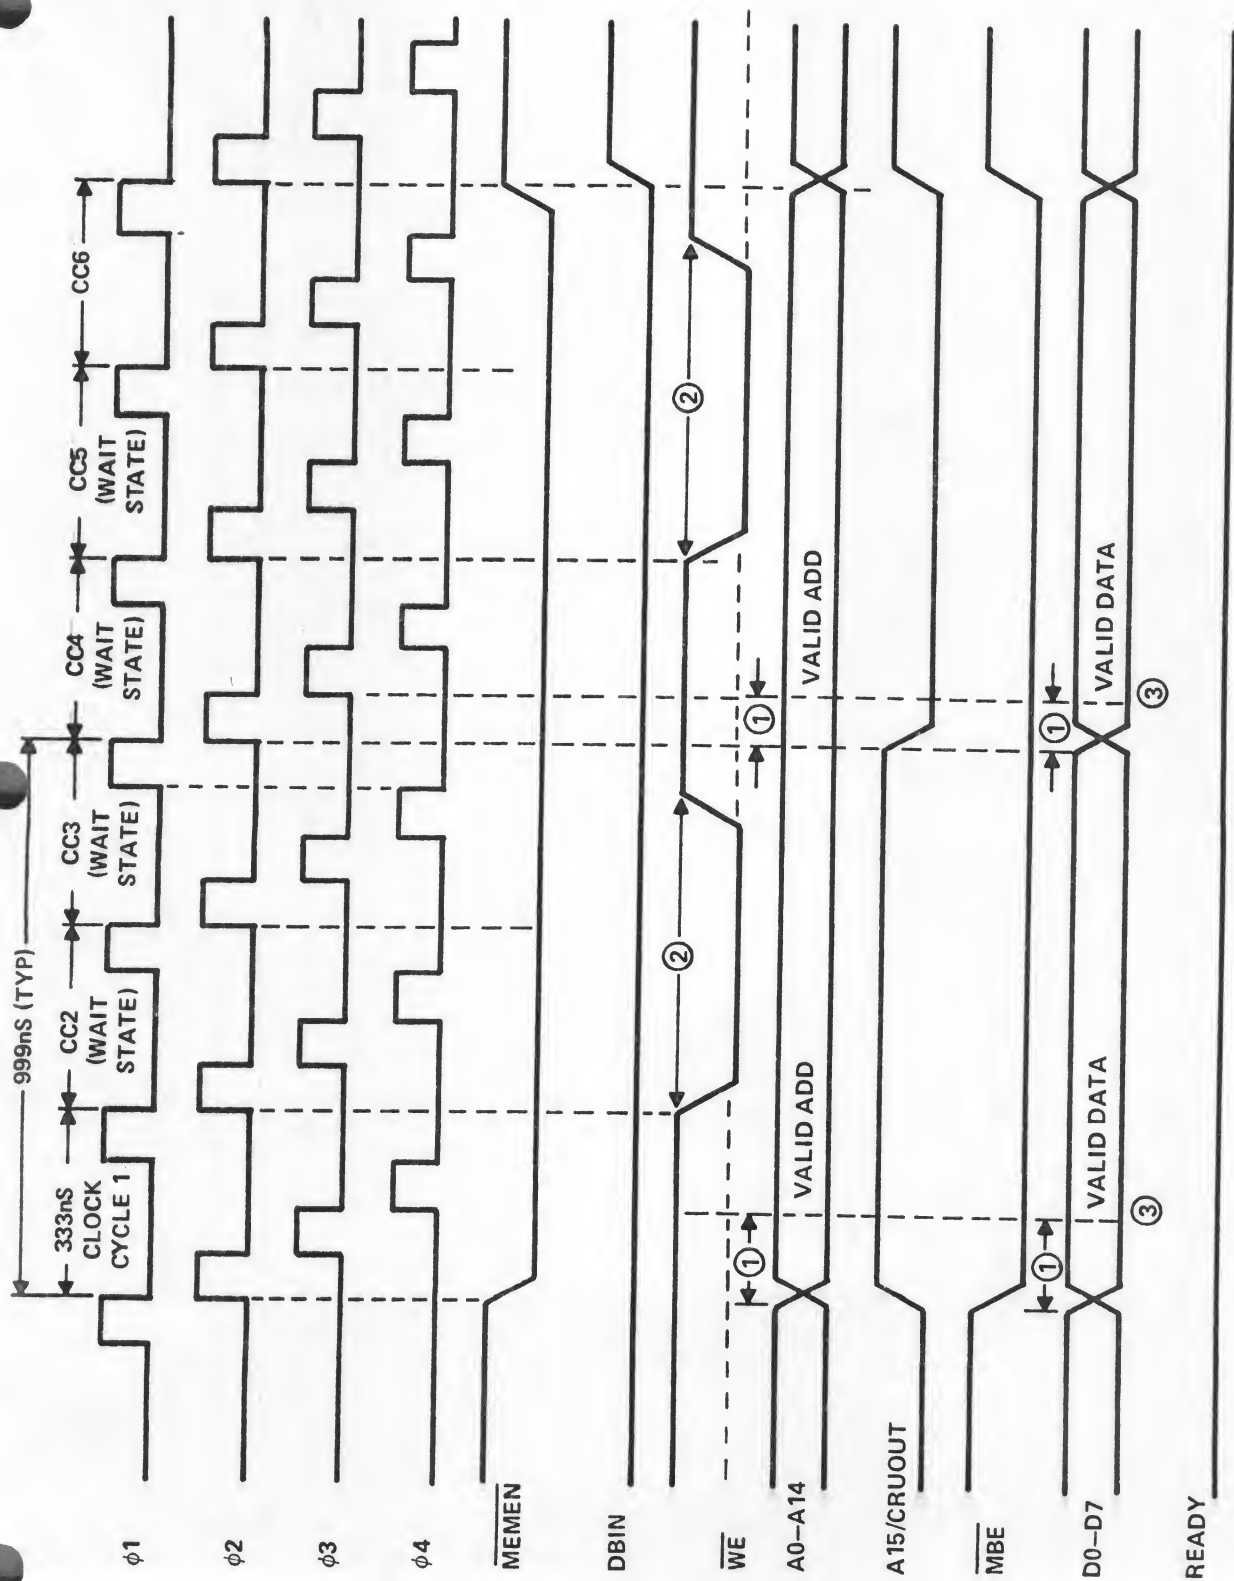 999nS (TYP)
333nS
CLOCK
CYCLE 1
CC2
(WAIT
STATE)
CC3
(WAIT
STATE)
CC4
(WAIT
STATE)
CC5
(WAIT
STATE)
CC6
ϕ1
ϕ2
ϕ3
ϕ4
MEMEN
DBIN
WE
② ②
① ①
A0–A14
VALID ADD VALID ADD
A15/CRUOUT
MBE
① ①
D0–D7
VALID DATA VALID DATA
③ ③
READY